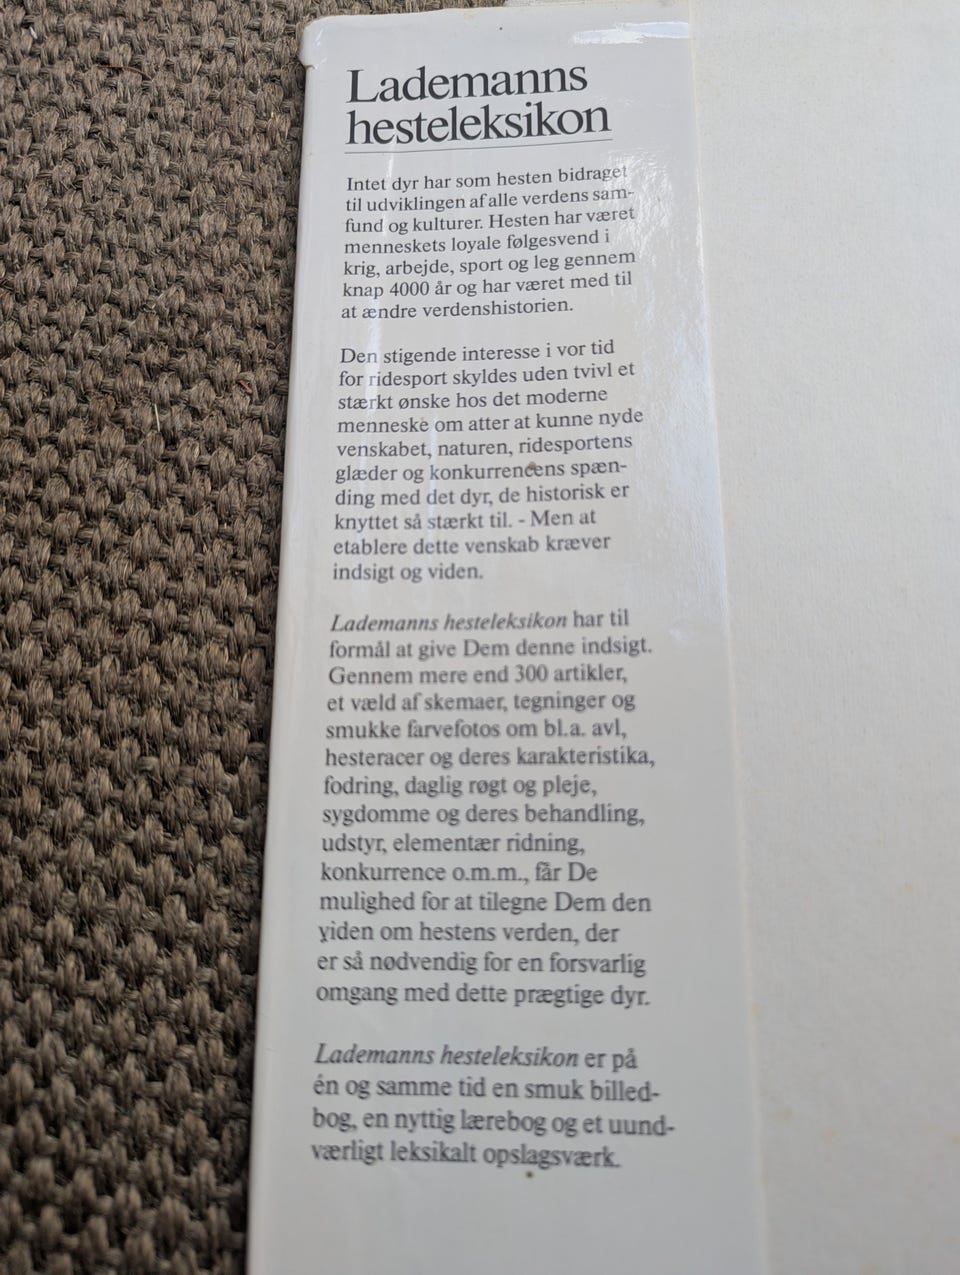 Lademanns
hesteleksikon
Intet dyr har som hesten bidraget
til udviklingen af alle verdens sam-
fund og kulturer. Hesten har været
menneskets loyale følgesvend i
krig, arbejde, sport og leg gennem
knap 4000 år og har været med til
at ændre verdenshistorien.
Den stigende interesse i vor tid
for ridesport skyldes uden tvivl et
stærkt ønske hos det moderne
menneske om atter at kunne nyde
venskabet, naturen, ridesportens
glæder og konkurrencens spæn-
ding med det dyr, de historisk er
knyttet så stærkt til. - Men at
etablere dette venskab kræver
indsigt og viden.
Lademanns hesteleksikon har til
formål at give Dem denne indsigt.
Gennem mere end 300 artikler,
et væld af skemaer, tegninger og
smukke farvefotos om bl.a. avl,
hesteracer og deres karakteristika,
fodring, daglig røgt og pleje,
sygdomme og deres behandling,
udstyr, elementær ridning,
konkurrence o.m.m., får De
mulighed for at tilegne Dem den
viden om hestens verden, der
er så nødvendig for en forsvarlig
omgang med dette prægtige dyr.
Lademanns hesteleksikon er på
én og samme tid en smuk billed-
bog, en nyttig lærebog og et uund-
værligt leksikalt opslagsværk.